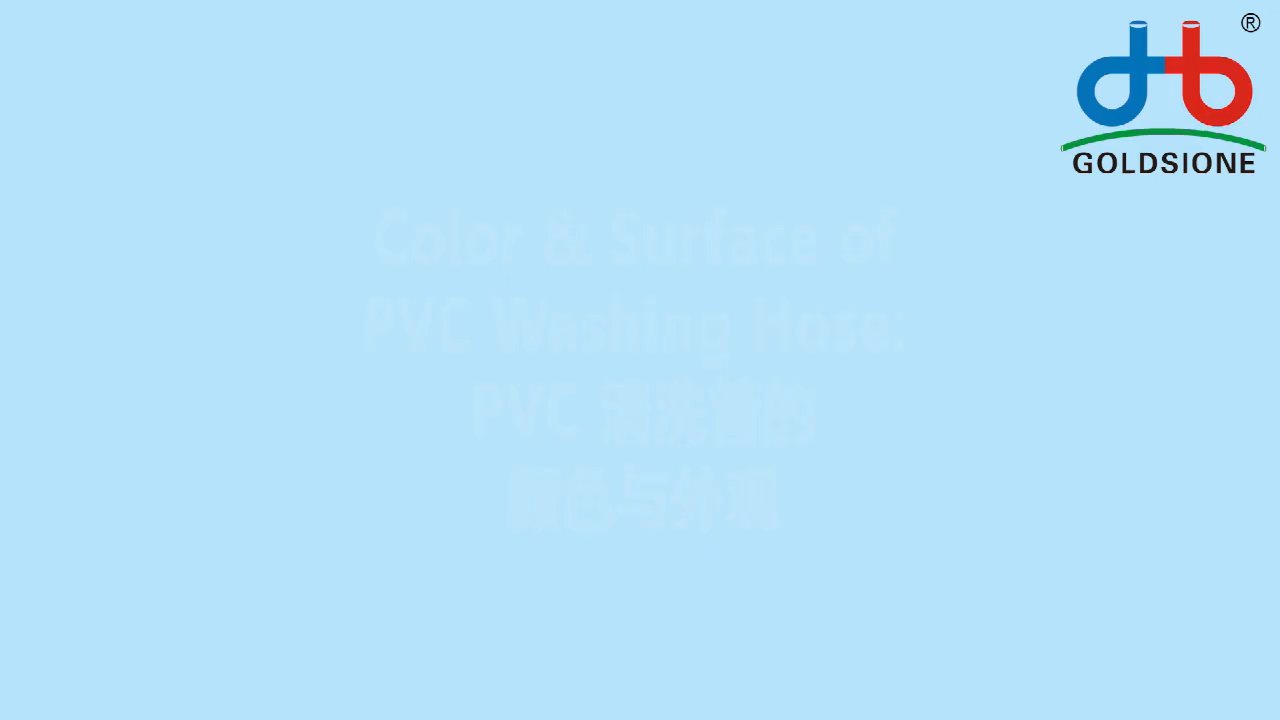 ®
GOLDSIONE
Color & Surface of
PVC Washing Hose:
PVC 清洗管的
颜色与外观